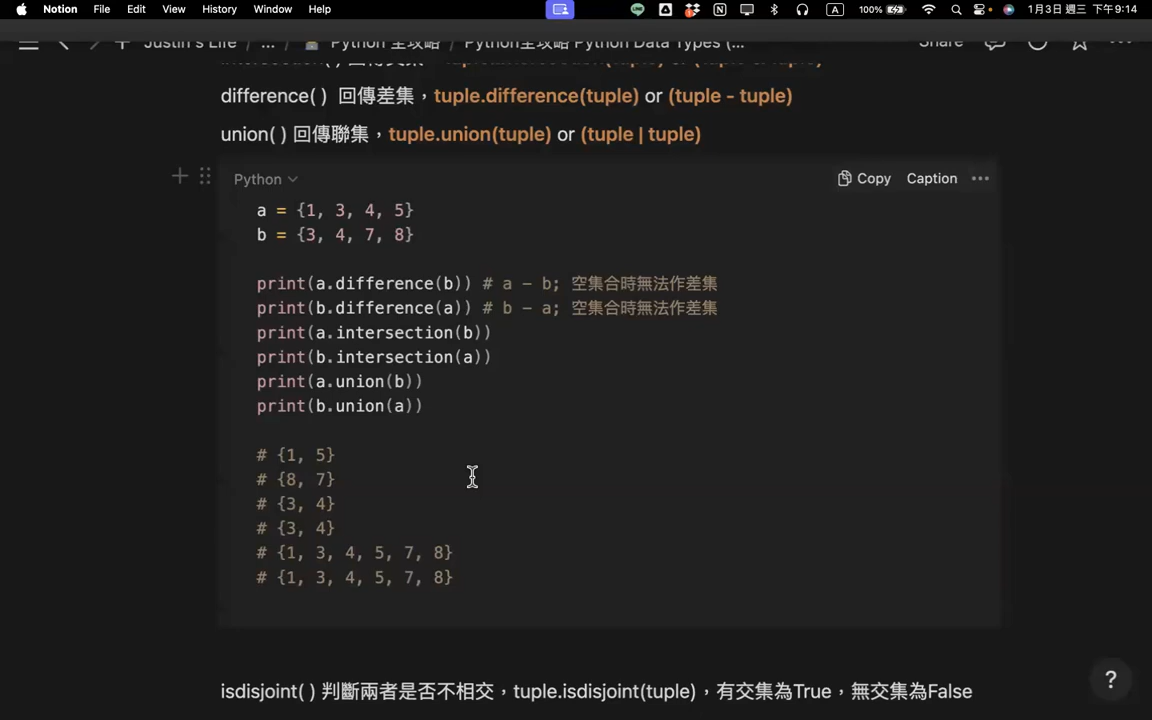 Notion File Edit View History Window Help 100% 1月3日 週三 下午9:14
Justin's Life / ... / Python 全攻略 / Python全攻略 Python Data Types (... Share
difference( ) 回傳差集，tuple.difference(tuple) or (tuple - tuple)
union( ) 回傳聯集，tuple.union(tuple) or (tuple | tuple)
Python Copy Caption
a = {1, 3, 4, 5}
b = {3, 4, 7, 8}
print(a.difference(b)) # a - b; 空集合時無法作差集
print(b.difference(a)) # b - a; 空集合時無法作差集
print(a.intersection(b))
print(b.intersection(a))
print(a.union(b))
print(b.union(a))
# {1, 5}
# {8, 7}
# {3, 4}
# {3, 4}
# {1, 3, 4, 5, 7, 8}
# {1, 3, 4, 5, 7, 8}
isdisjoint( ) 判斷兩者是否不相交，tuple.isdisjoint(tuple)，有交集為True，無交集為False
?